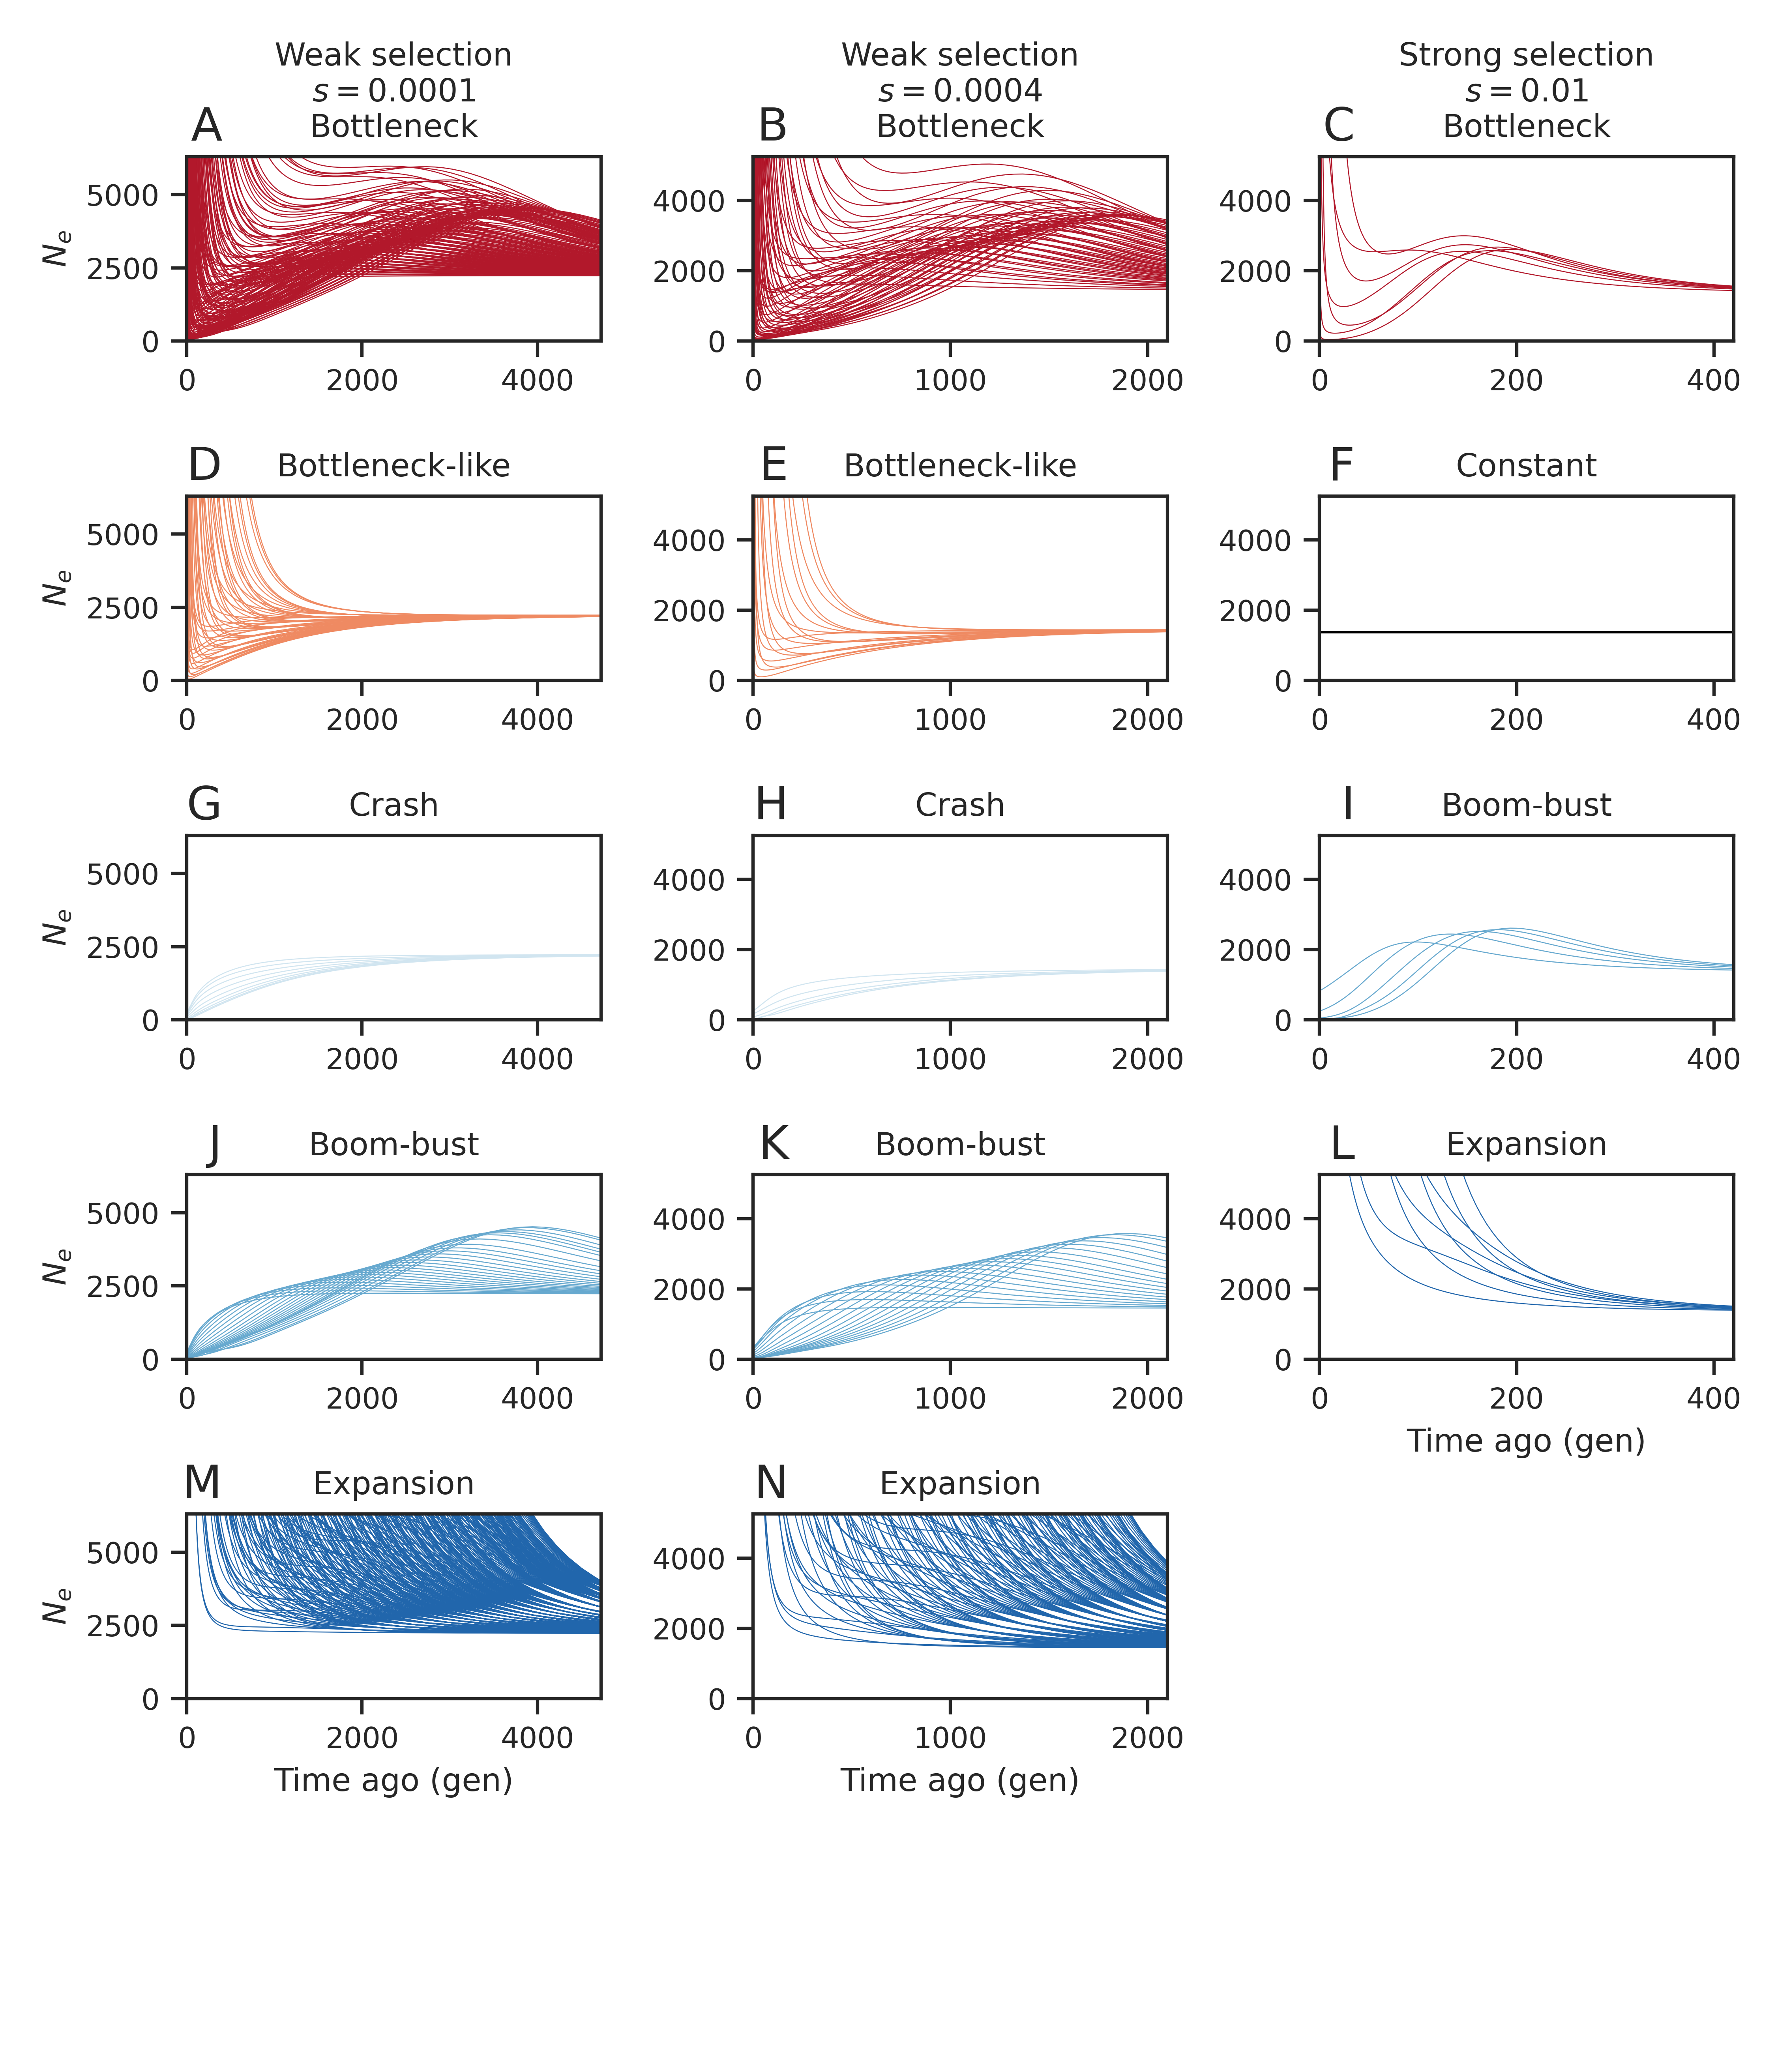 Weak selection
s = 0.0001
A Bottleneck
Weak selection
s = 0.0004
B Bottleneck
Strong selection
s = 0.01
C Bottleneck
Ne
5000
2500
0
0 2000 4000
4000
2000
0
0 1000 2000
4000
2000
0
0 200 400
D Bottleneck-like
E Bottleneck-like
F Constant
Ne
5000
2500
0
0 2000 4000
4000
2000
0
0 1000 2000
4000
2000
0
0 200 400
G Crash
H Crash
I Boom-bust
Ne
5000
2500
0
0 2000 4000
4000
2000
0
0 1000 2000
4000
2000
0
0 200 400
J Boom-bust
K Boom-bust
L Expansion
Ne
5000
2500
0
0 2000 4000
4000
2000
0
0 1000 2000
4000
2000
0
0 200 400
Time ago (gen)
M Expansion
N Expansion
Ne
5000
2500
0
0 2000 4000
Time ago (gen)
4000
2000
0
0 1000 2000
Time ago (gen)